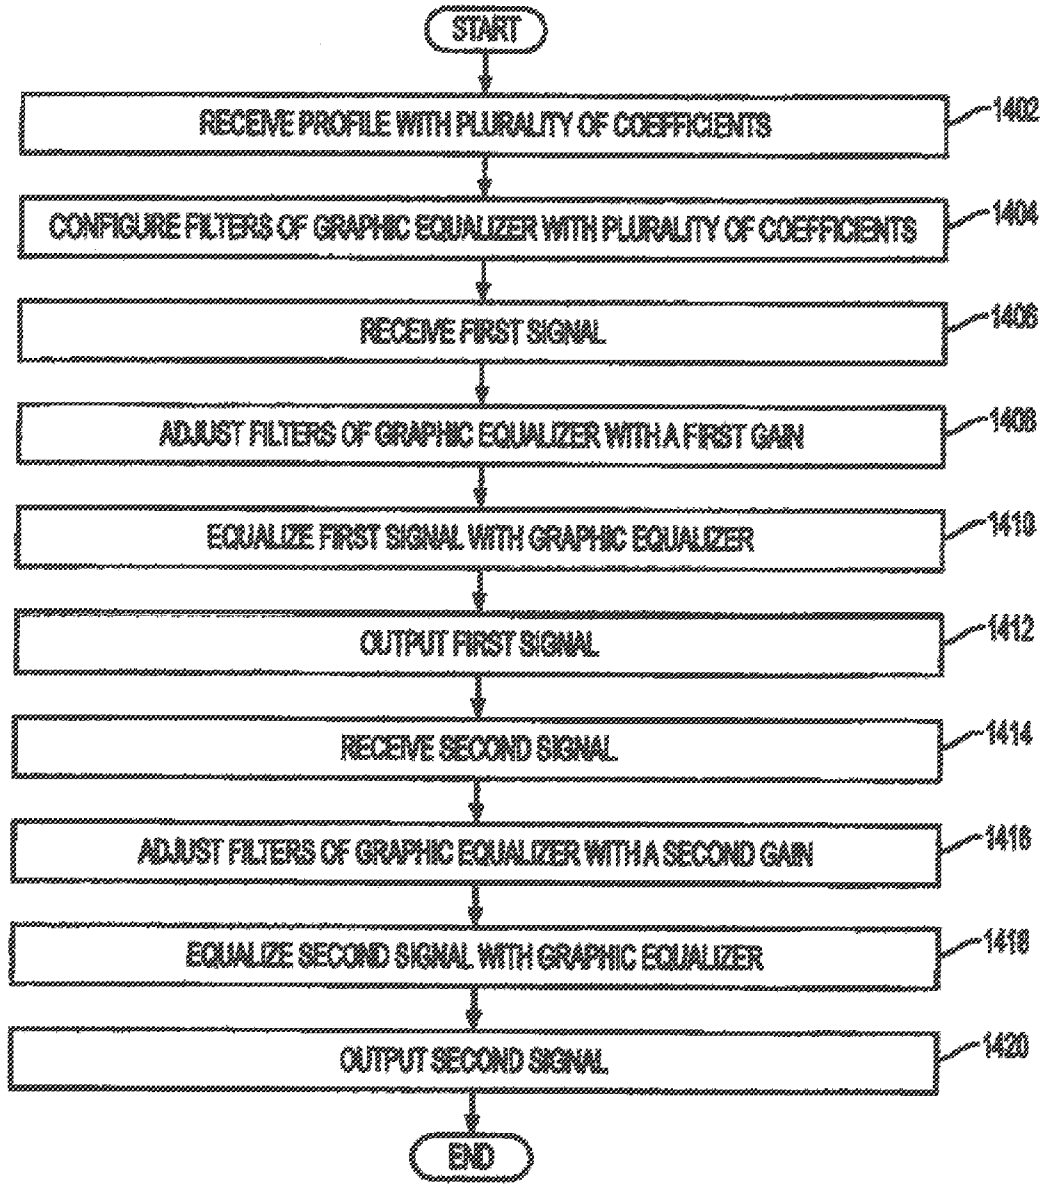 START
RECEIVE PROFILE WITH PLURALITY OF COEFFICIENTS
1402
CONFIGURE FILTERS OF GRAPHIC EQUALIZER WITH PLURALITY OF COEFFICIENTS
1404
RECEIVE FIRST SIGNAL
1406
ADJUST FILTERS OF GRAPHIC EQUALIZER WITH A FIRST GAIN
1408
EQUALIZE FIRST SIGNAL WITH GRAPHIC EQUALIZER
1410
OUTPUT FIRST SIGNAL
1412
RECEIVE SECOND SIGNAL
1414
ADJUST FILTERS OF GRAPHIC EQUALIZER WITH A SECOND GAIN
1416
EQUALIZE SECOND SIGNAL WITH GRAPHIC EQUALIZER
1418
OUTPUT SECOND SIGNAL
1420
END